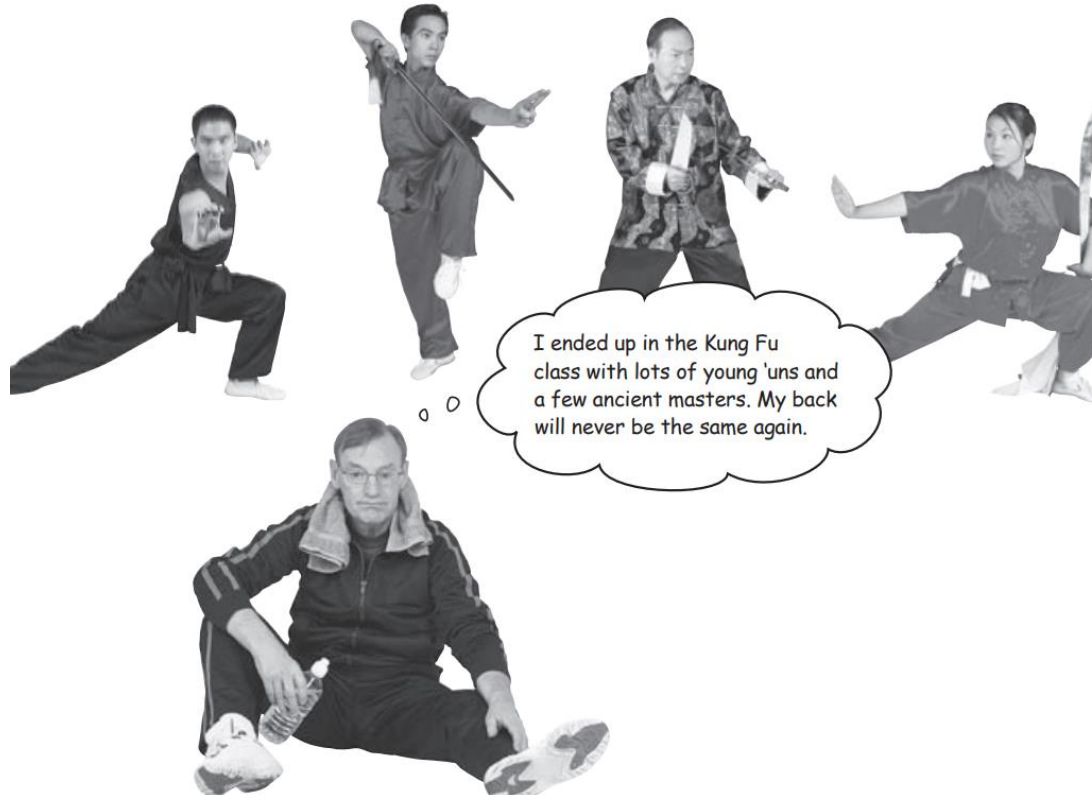 I ended up in the Kung Fu
class with lots of young ‘uns and
a few ancient masters. My back
will never be the same again.